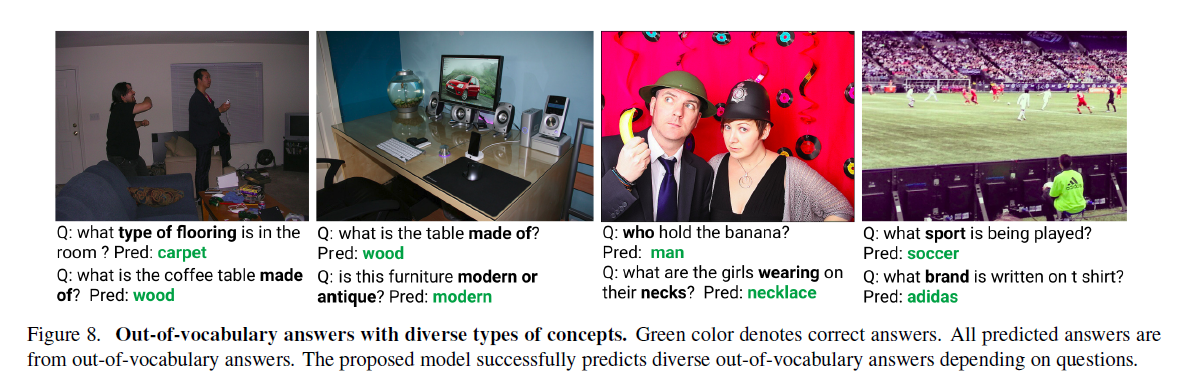 Q: what type of flooring is in the
room ? Pred: carpet
Q: what is the coffee table made
of? Pred: wood
Q: what is the table made of?
Pred: wood
Q: is this furniture modern or
antique? Pred: modern
Q: who hold the banana?
Pred: man
Q: what are the girls wearing on
their necks? Pred: necklace
Q: what sport is being played?
Pred: soccer
Q: what brand is written on t shirt?
Pred: adidas
Figure 8. Out-of-vocabulary answers with diverse types of concepts. Green color denotes correct answers. All predicted answers are
from out-of-vocabulary answers. The proposed model successfully predicts diverse out-of-vocabulary answers depending on questions.